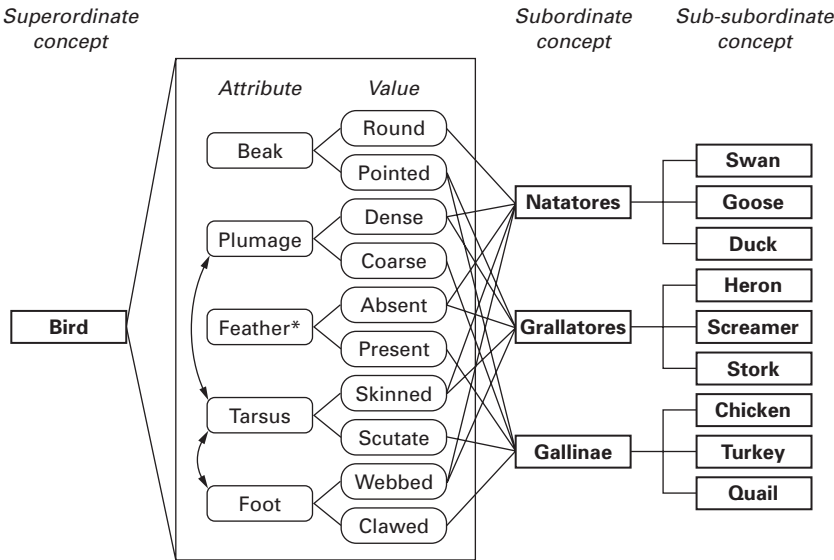 Superordinate
concept
Subordinate
concept
Sub-subordinate
concept
Attribute
Value
Beak
Round
Pointed
Plumage
Dense
Coarse
Bird
Feather*
Absent
Present
Tarsus
Skinned
Scutate
Foot
Webbed
Clawed
Natatores
Grallatores
Gallinae
Swan
Goose
Duck
Heron
Screamer
Stork
Chicken
Turkey
Quail